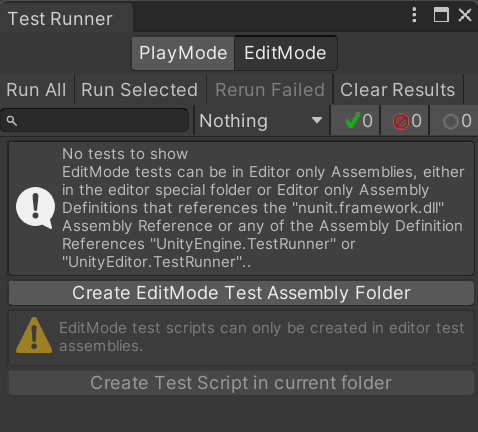 Test Runner
PlayMode EditMode
Run All Run Selected Rerun Failed Clear Results
Nothing 0 0 0
No tests to show
EditMode tests can be in Editor only Assemblies, either
in the editor special folder or Editor only Assembly
Definitions that references the "nunit.framework.dll"
Assembly Reference or any of the Assembly Definition
References "UnityEngine.TestRunner" or
"UnityEditor.TestRunner"..
Create EditMode Test Assembly Folder
EditMode test scripts can only be created in editor test
assemblies.
Create Test Script in current folder